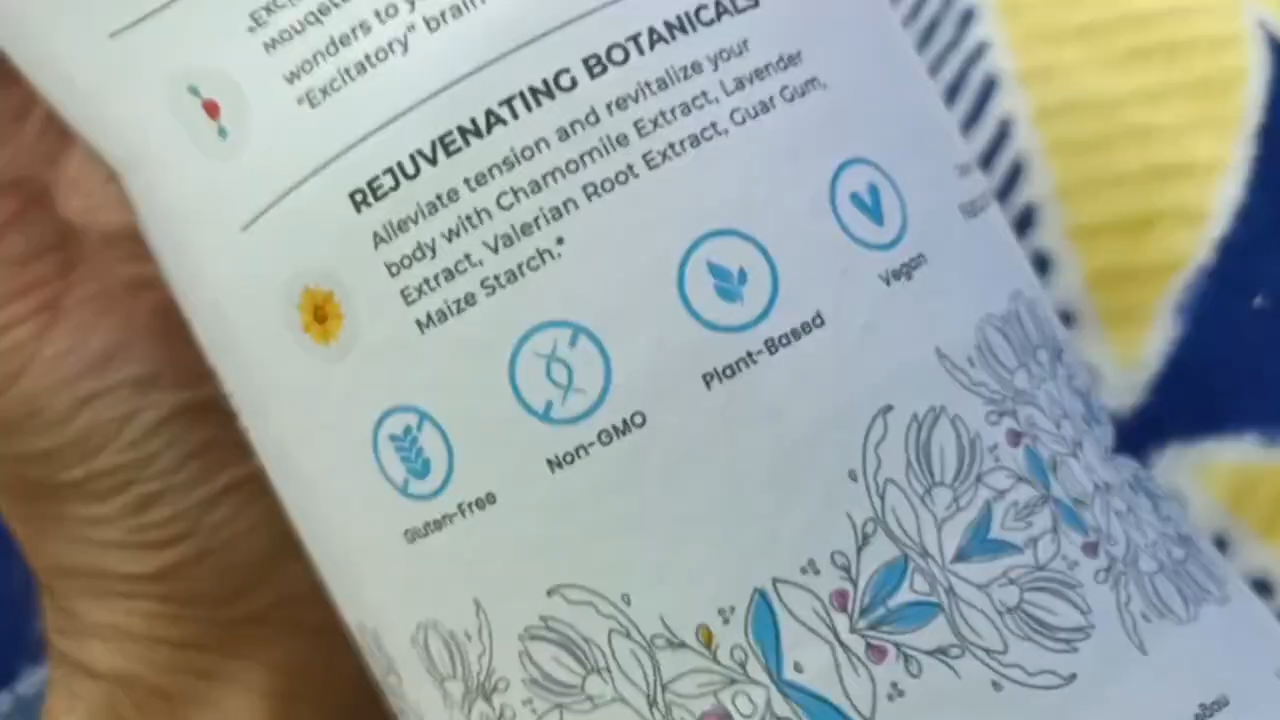 wonders to
"Excitatory" brain
REJUVENATING BOTANICALS
Alleviate tension and revitalize your
body with Chamomile Extract, Lavender
Extract, Valerian Root Extract, Guar Gum,
Maize Starch.*
Vegan
Plant-Based
Non-GMO
Gluten-Free